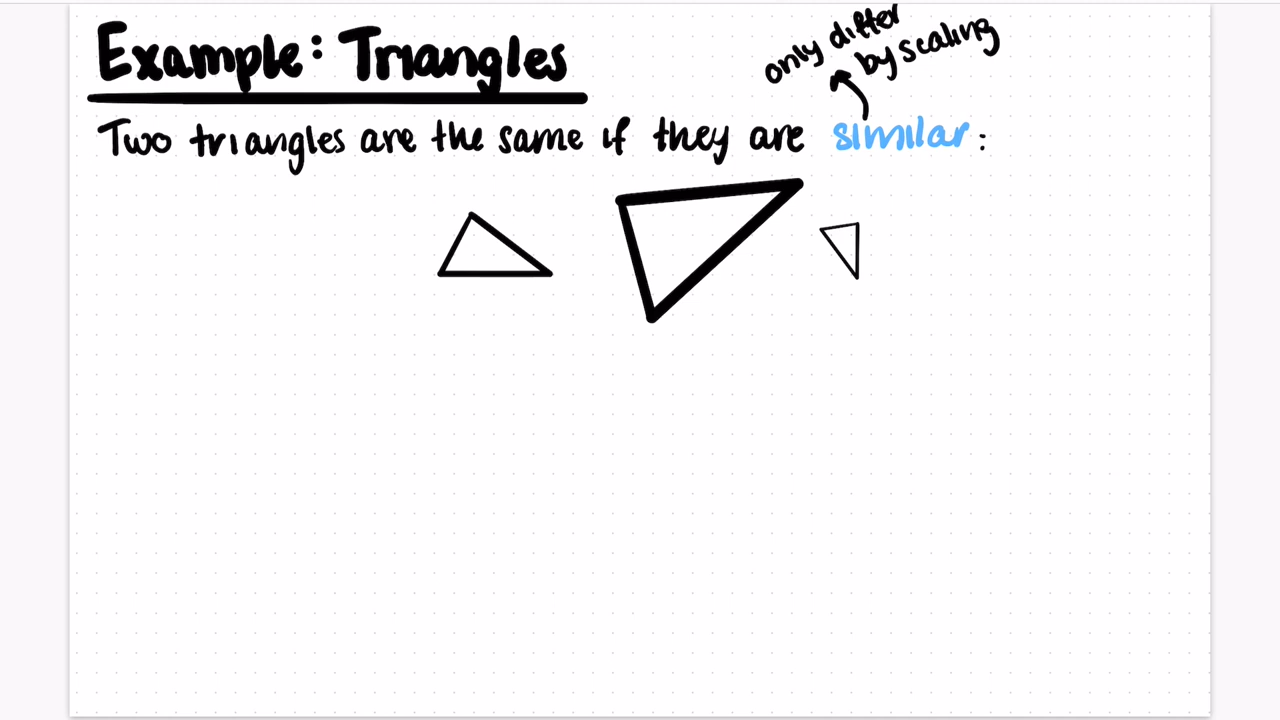 Example: Triangles
only differ
by scaling
Two triangles are the same if they are similar: